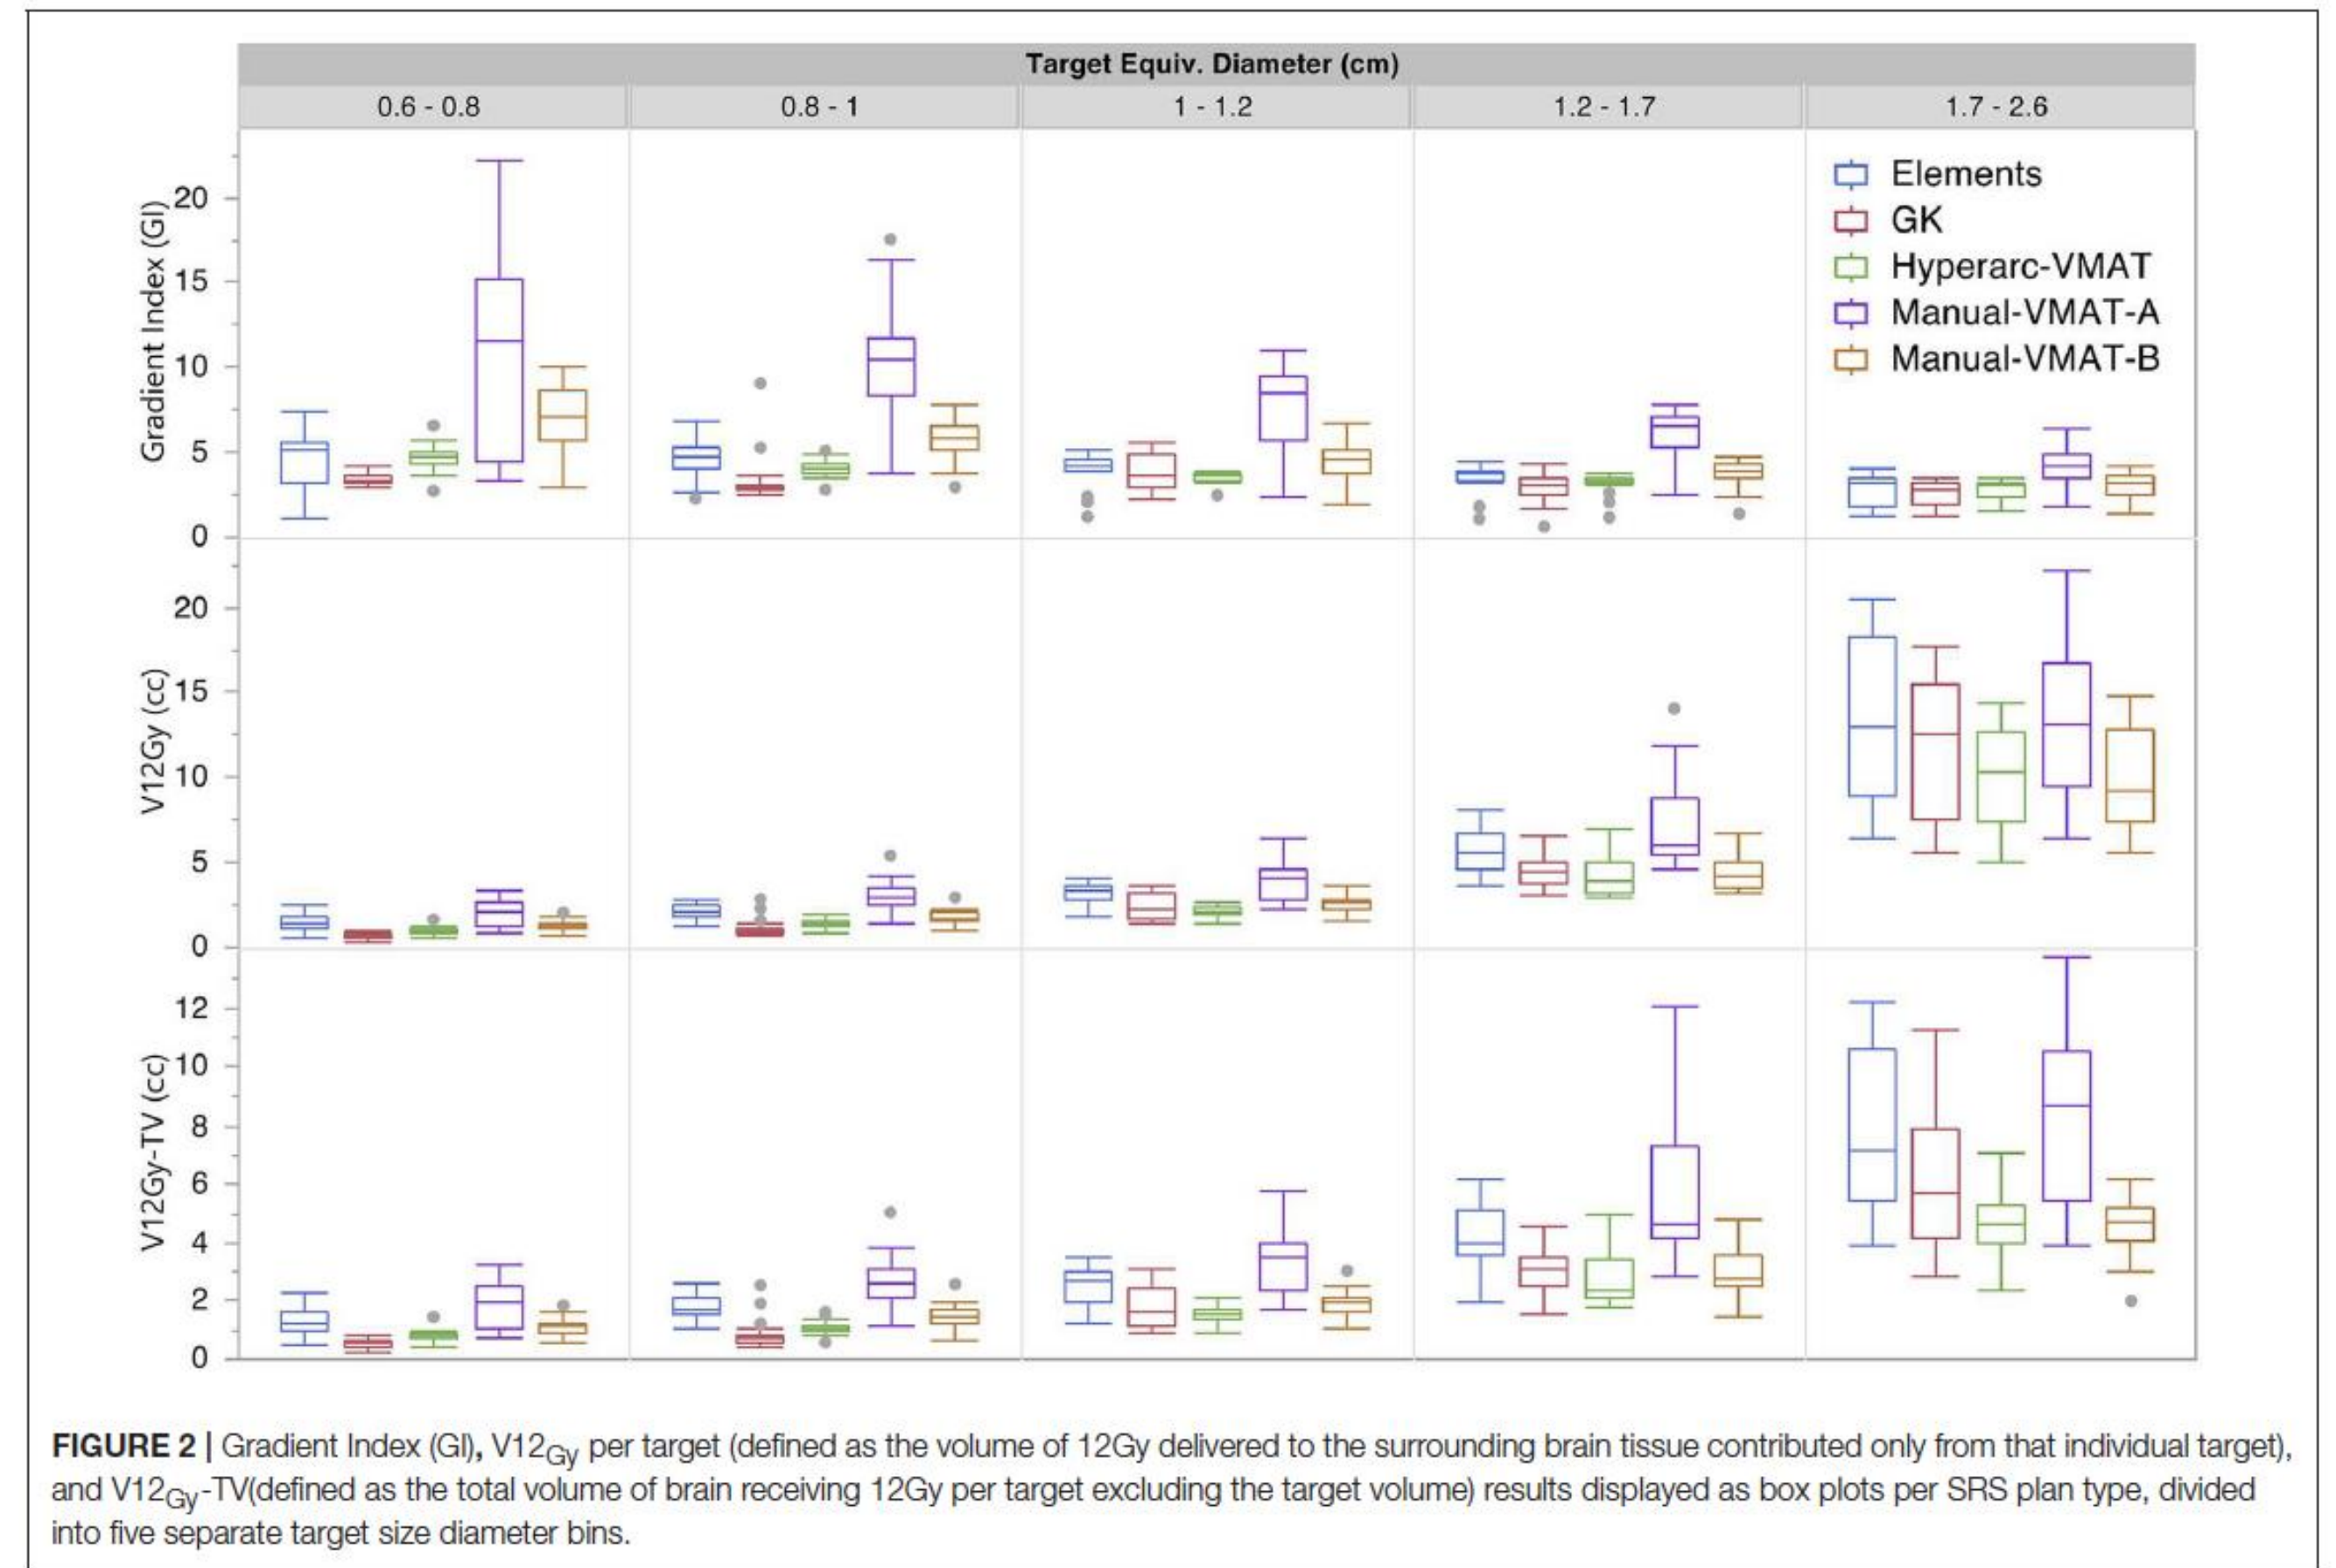 Target Equiv. Diameter (cm)
0.6 - 0.8 0.8 - 1 1 - 1.2 1.2 - 1.7 1.7 - 2.6
Gradient Index (GI)
20
15
10
5
0
Elements
GK
Hyperarc-VMAT
Manual-VMAT-A
Manual-VMAT-B
V12Gy (cc)
20
15
10
5
0
V12Gy-TV (cc)
12
10
8
6
4
2
0
FIGURE 2 | Gradient Index (GI), V12Gy per target (defined as the volume of 12Gy delivered to the surrounding brain tissue contributed only from that individual target),
and V12Gy-TV(defined as the total volume of brain receiving 12Gy per target excluding the target volume) results displayed as box plots per SRS plan type, divided
into five separate target size diameter bins.